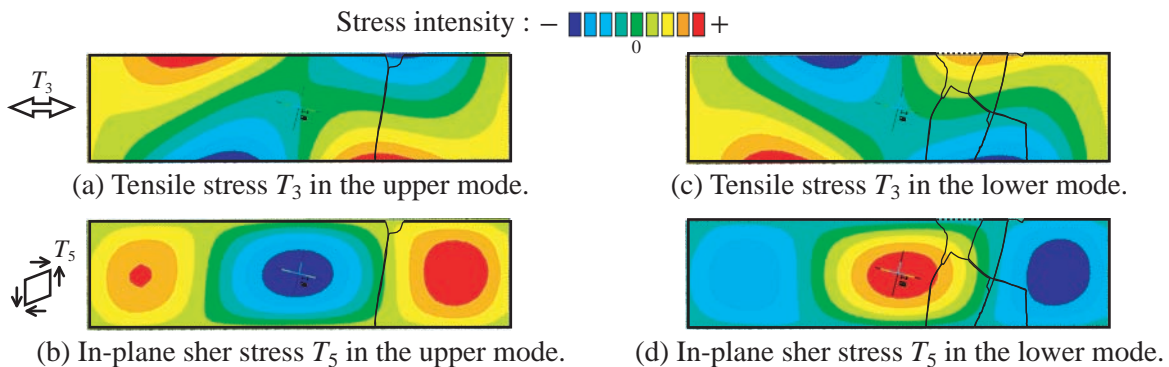 Stress intensity : − +
0
T3
(a) Tensile stress T3 in the upper mode.
(c) Tensile stress T3 in the lower mode.
T5
(b) In-plane sher stress T5 in the upper mode.
(d) In-plane sher stress T5 in the lower mode.